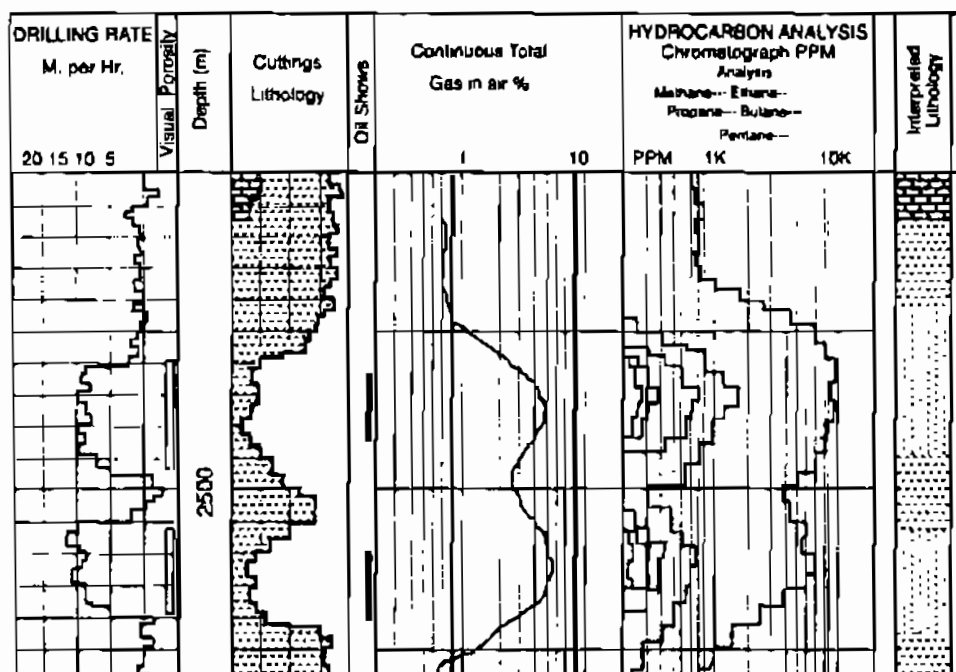 DRILLING RATE
M. per Hr.
20 15 10 5
Visual Porosity
Depth (m)
Cuttings
Lithology
Oil Shows
Continuous Total
Gas in air %
1 10
HYDROCARBON ANALYSIS
Chromatograph PPM
Analysis
Methane--- Ethane---
Propane--- Butane---
Pentane---
PPM 1K 10K
Interpreted
Lithology
2500